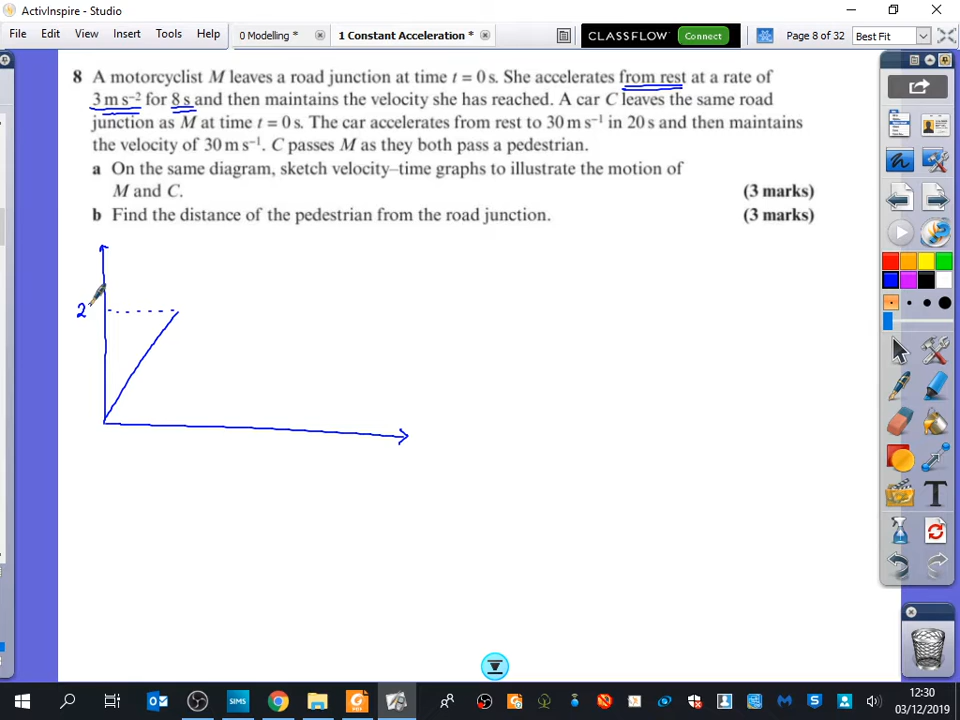 ActivInspire - Studio
File Edit View Insert Tools Help
0 Modelling *
1 Constant Acceleration *
CLASSFLOW
Connect
Page 8 of 32
Best Fit
8 A motorcyclist M leaves a road junction at time t = 0 s. She accelerates from rest at a rate of
3 m s⁻² for 8 s and then maintains the velocity she has reached. A car C leaves the same road
junction as M at time t = 0 s. The car accelerates from rest to 30 m s⁻¹ in 20 s and then maintains
the velocity of 30 m s⁻¹. C passes M as they both pass a pedestrian.
a On the same diagram, sketch velocity–time graphs to illustrate the motion of
M and C. (3 marks)
b Find the distance of the pedestrian from the road junction. (3 marks)
2
T
SIMS
12:30
03/12/2019